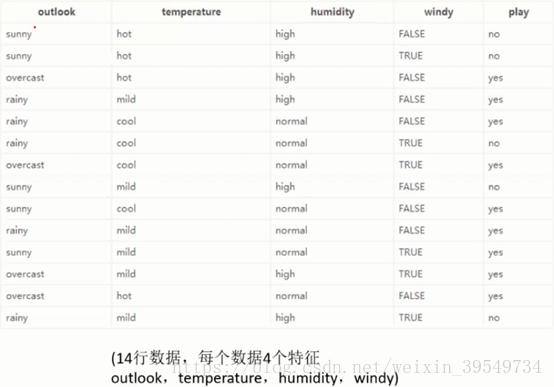 outlook temperature humidity windy play
sunny hot high FALSE no
sunny hot high TRUE no
overcast hot high FALSE yes
rainy mild high FALSE yes
rainy cool normal FALSE yes
rainy cool normal TRUE no
overcast cool normal TRUE yes
sunny mild high FALSE no
sunny cool normal FALSE yes
rainy mild normal FALSE yes
sunny mild normal TRUE yes
overcast mild high TRUE yes
overcast hot normal FALSE yes
rainy mild high TRUE no
(14行数据，每个数据4个特征
https://blog.csdn.net/weixin_39549734
outlook，temperature，humidity，windy)